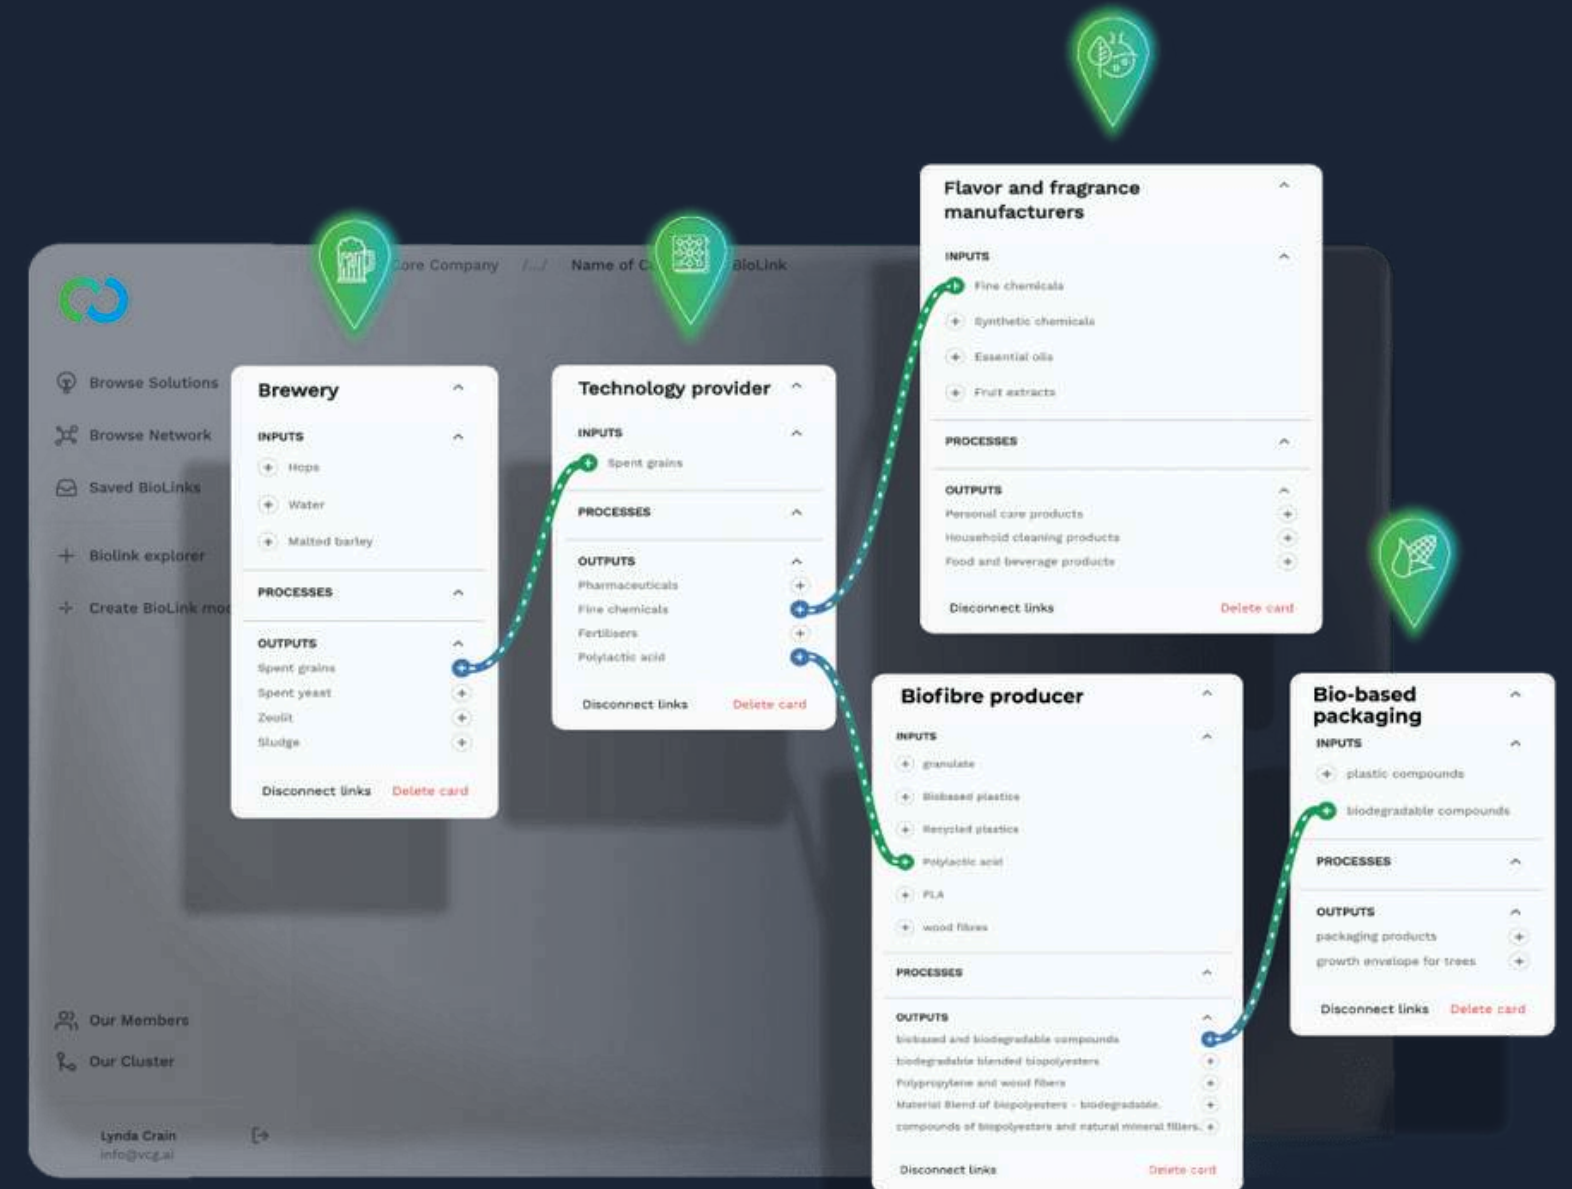 Core Company /.../ Name of C BioLink
Browse Solutions
Browse Network
Saved BioLinks
Biolink explorer
Create BioLink mod
Our Members
Our Cluster
Lynda Crain
info@vcg.ai
Brewery
INPUTS
Hops
Water
Malted barley
PROCESSES
OUTPUTS
Spent grains
Spent yeast
Zeolit
Sludge
Disconnect links Delete card
Technology provider
INPUTS
Spent grains
PROCESSES
OUTPUTS
Pharmaceuticals
Fine chemicals
Fertilisers
Polylactic acid
Disconnect links Delete card
Flavor and fragrance
manufacturers
INPUTS
Fine chemicals
Synthetic chemicals
Essential oils
Fruit extracts
PROCESSES
OUTPUTS
Personal care products
Household cleaning products
Food and beverage products
Disconnect links Delete card
Biofibre producer
INPUTS
granulate
Biobased plastics
Recycled plastics
Polylactic acid
PLA
wood fibres
PROCESSES
OUTPUTS
biobased and biodegradable compounds
biodegradable blended biopolyesters
Polypropylene and wood fibers
Material Blend of biopolyesters - biodegradable.
compounds of biopolyesters and natural mineral fillers.
Disconnect links Delete card
Bio-based
packaging
INPUTS
plastic compounds
biodegradable compounds
PROCESSES
OUTPUTS
packaging products
growth envelope for trees
Disconnect links Delete card